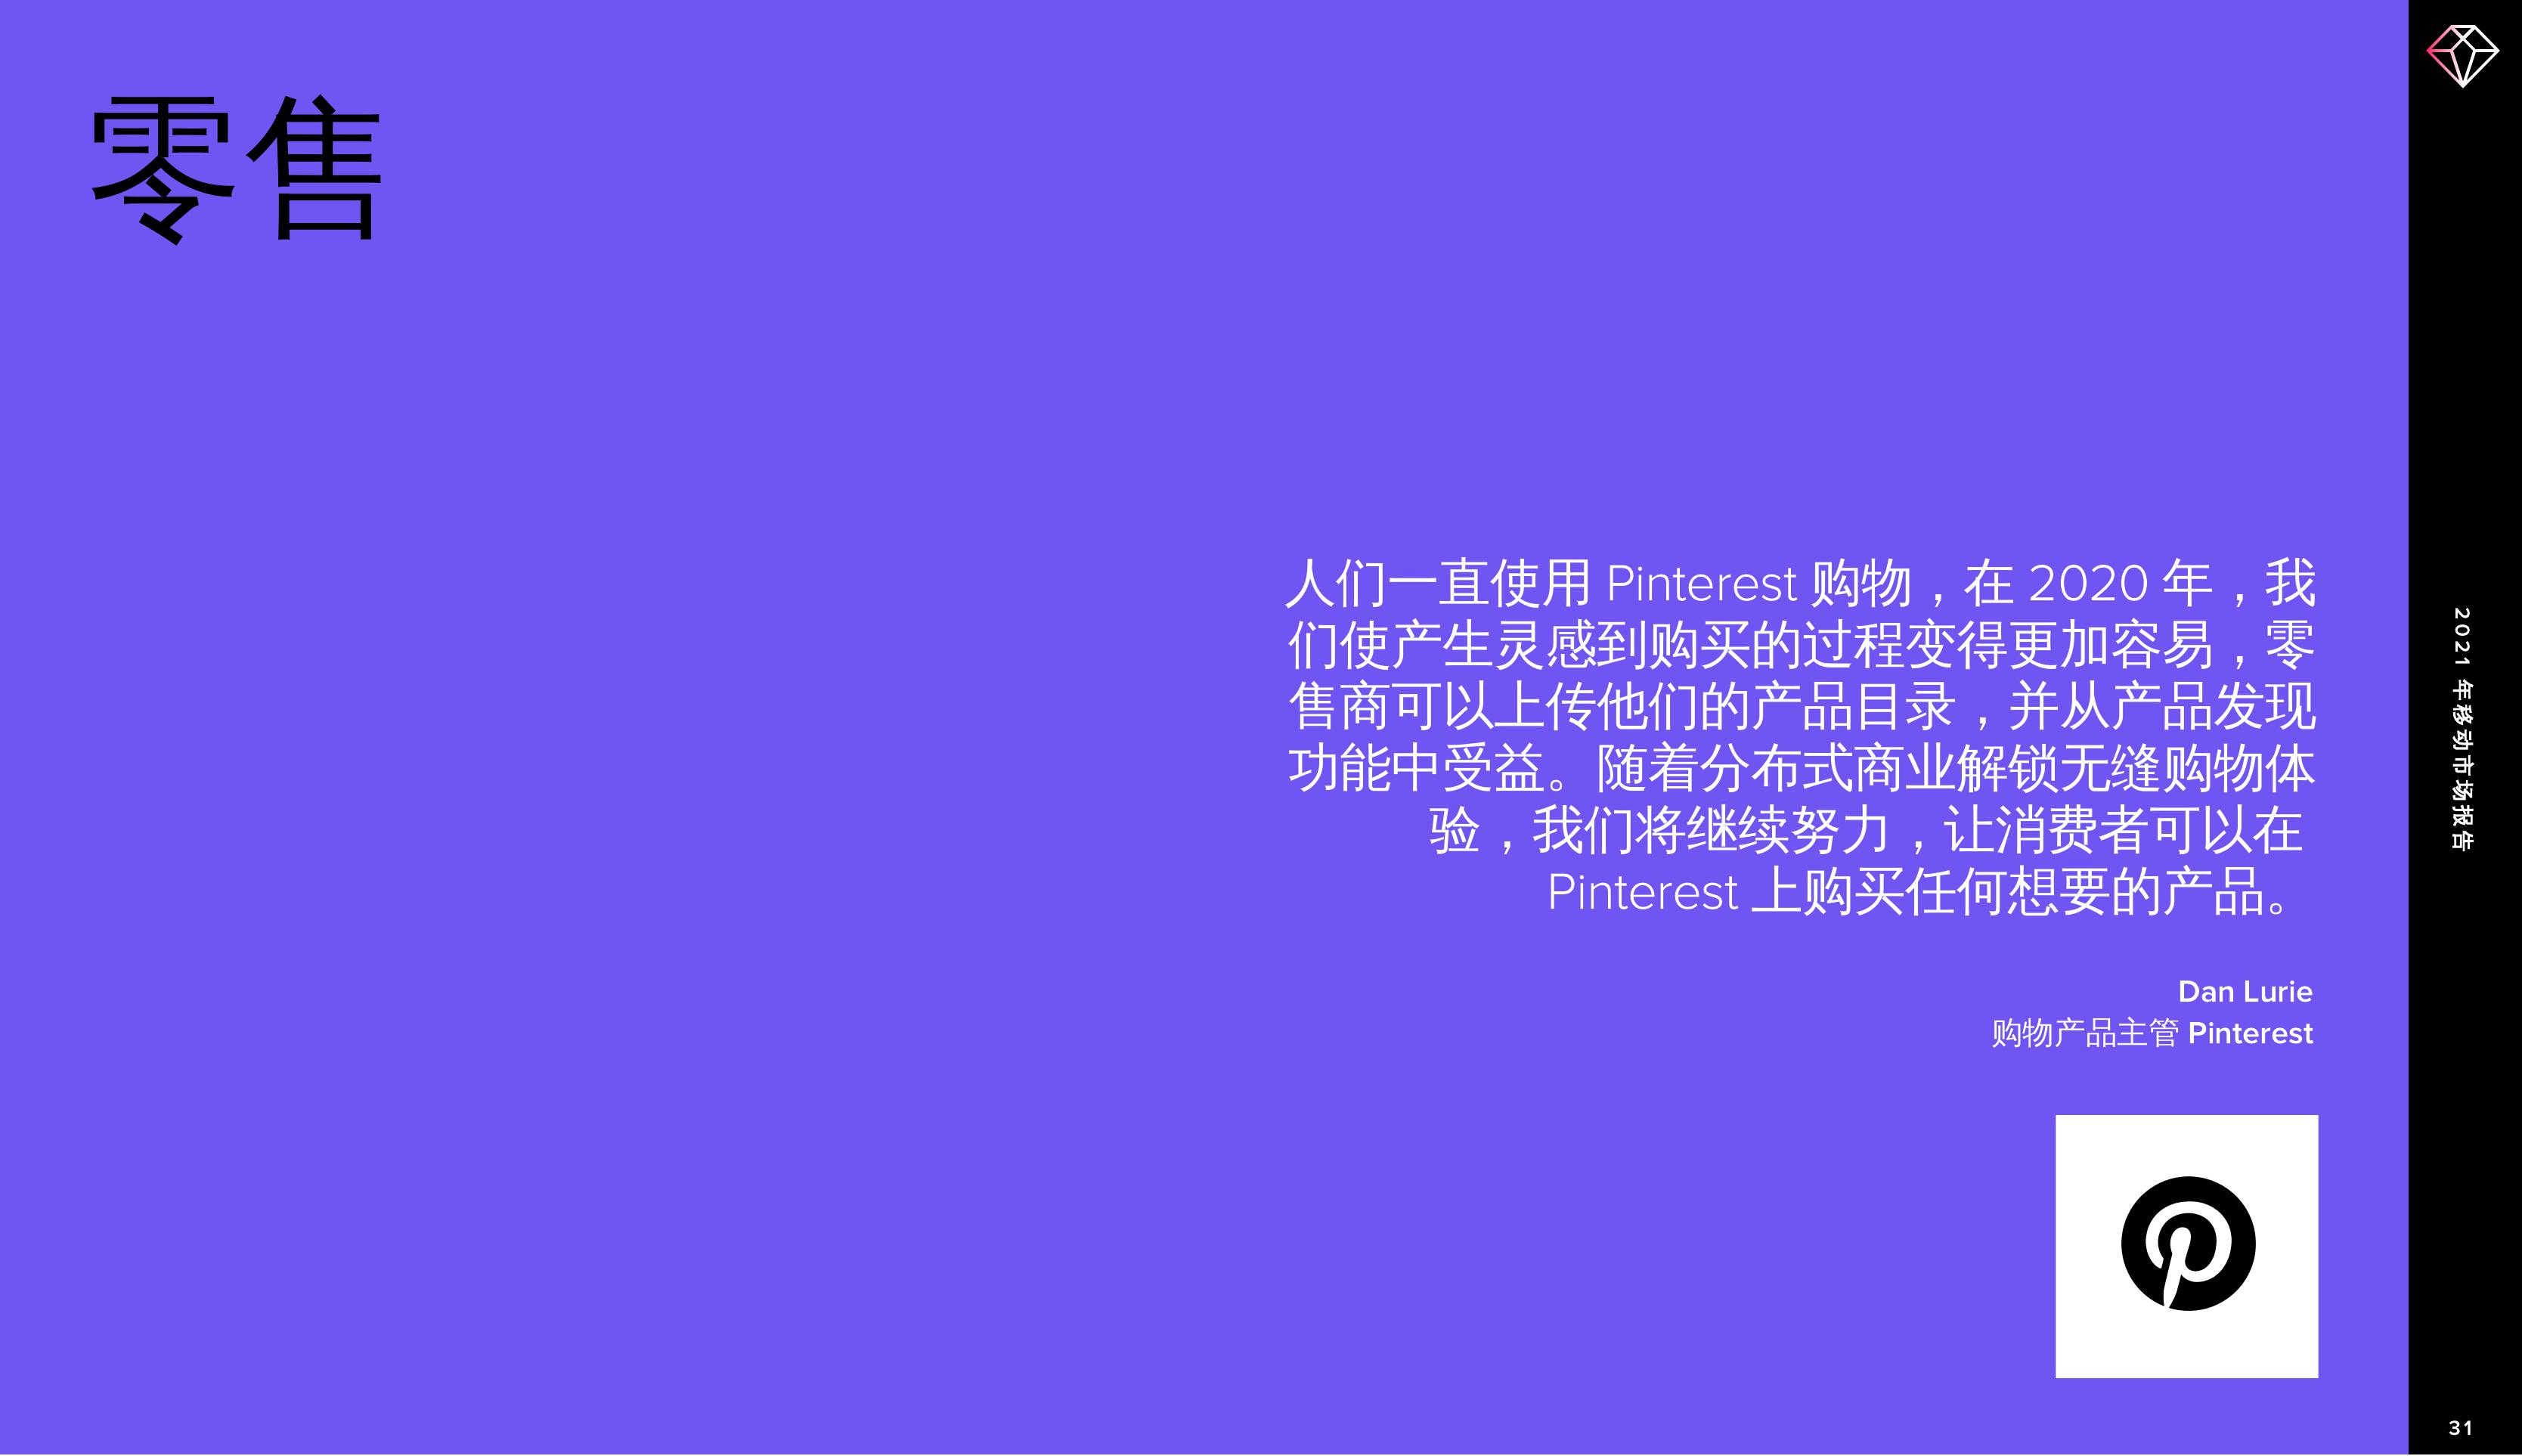 零售
人们一直使用 Pinterest 购物，在 2020 年，我
们使产生灵感到购买的过程变得更加容易，零
售商可以上传他们的产品目录，并从产品发现
功能中受益。随着分布式商业解锁无缝购物体
验，我们将继续努力，让消费者可以在
Pinterest 上购买任何想要的产品。
Dan Lurie
购物产品主管 Pinterest
2021 年移动市场报告
31